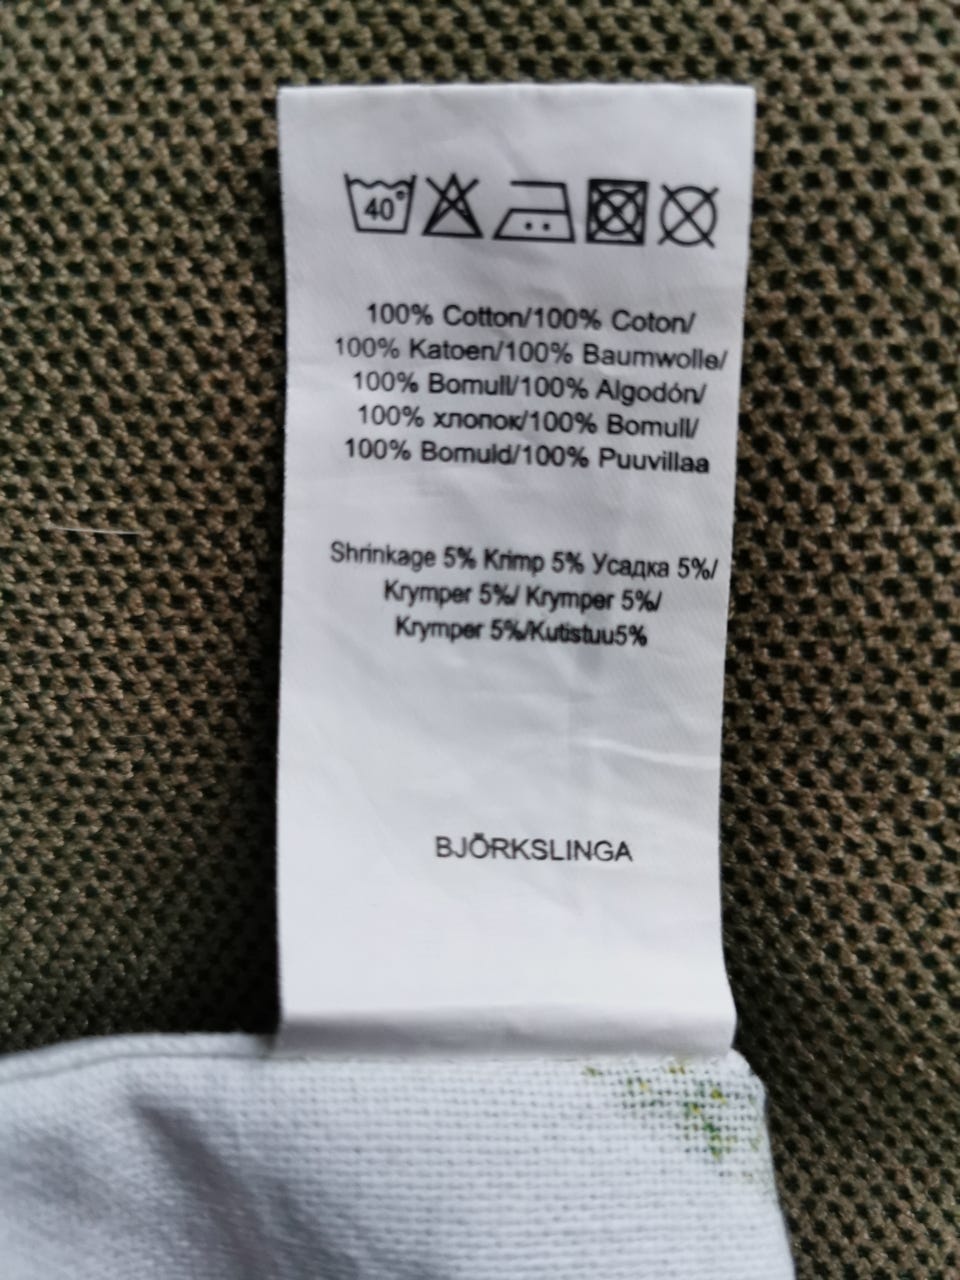 40°
100% Cotton/100% Coton/
100% Katoen/100% Baumwolle/
100% Bomull/100% Algodón/
100% хлопок/100% Bomull/
100% Bomuld/100% Puuvillaa
Shrinkage 5% Krimp 5% Усадка 5%/
Krymper 5%/ Krymper 5%/
Krymper 5%/Kutistuu5%
BJÖRKSLINGA